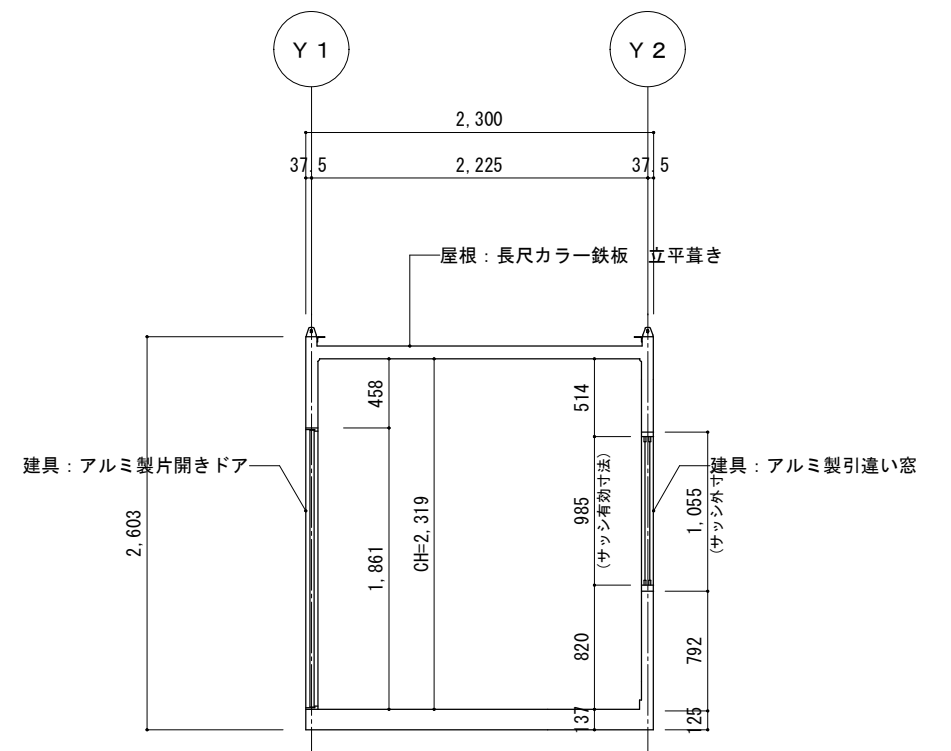 Y 1
Y 2
2,300
37.5
2,225
37.5
屋根：長尺カラー鉄板　立平葺き
458
514
建具：アルミ製片開きドア
建具：アルミ製引違い窓
2,603
1,861
CH=2,319
985
(サッシ有効寸法)
1,055
(サッシ外寸
820
792
137
125